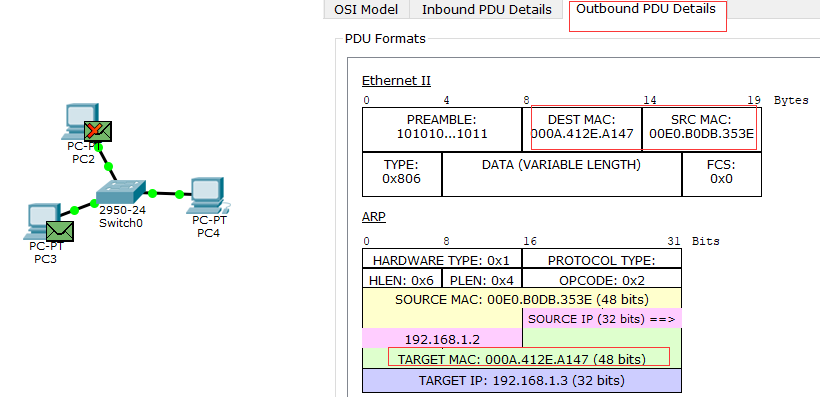 OSI Model Inbound PDU Details Outbound PDU Details
PDU Formats
Ethernet II
0 4 8 14 19 Bytes
PREAMBLE: DEST MAC: SRC MAC:
101010...1011 000A.412E.A147 00E0.B0DB.353E
TYPE: DATA (VARIABLE LENGTH) FCS:
0x806 0x0
ARP
0 8 16 31 Bits
HARDWARE TYPE: 0x1 PROTOCOL TYPE:
HLEN: 0x6 PLEN: 0x4 OPCODE: 0x2
SOURCE MAC: 00E0.B0DB.353E (48 bits)
SOURCE IP (32 bits) ==>
192.168.1.2
TARGET MAC: 000A.412E.A147 (48 bits)
TARGET IP: 192.168.1.3 (32 bits)
PC-PT
PC2
2950-24
Switch0
PC-PT
PC4
PC-PT
PC3